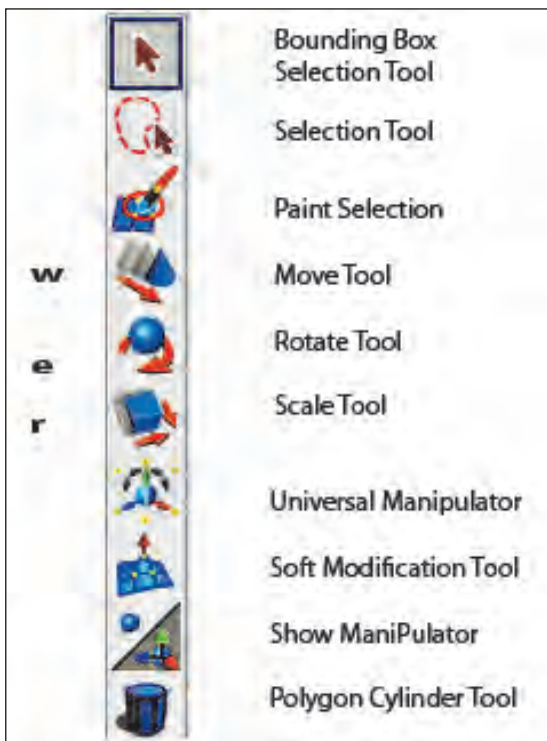 Bounding Box
Selection Tool
Selection Tool
Paint Selection
w Move Tool
e Rotate Tool
r Scale Tool
Universal Manipulator
Soft Modification Tool
Show ManiPulator
Polygon Cylinder Tool